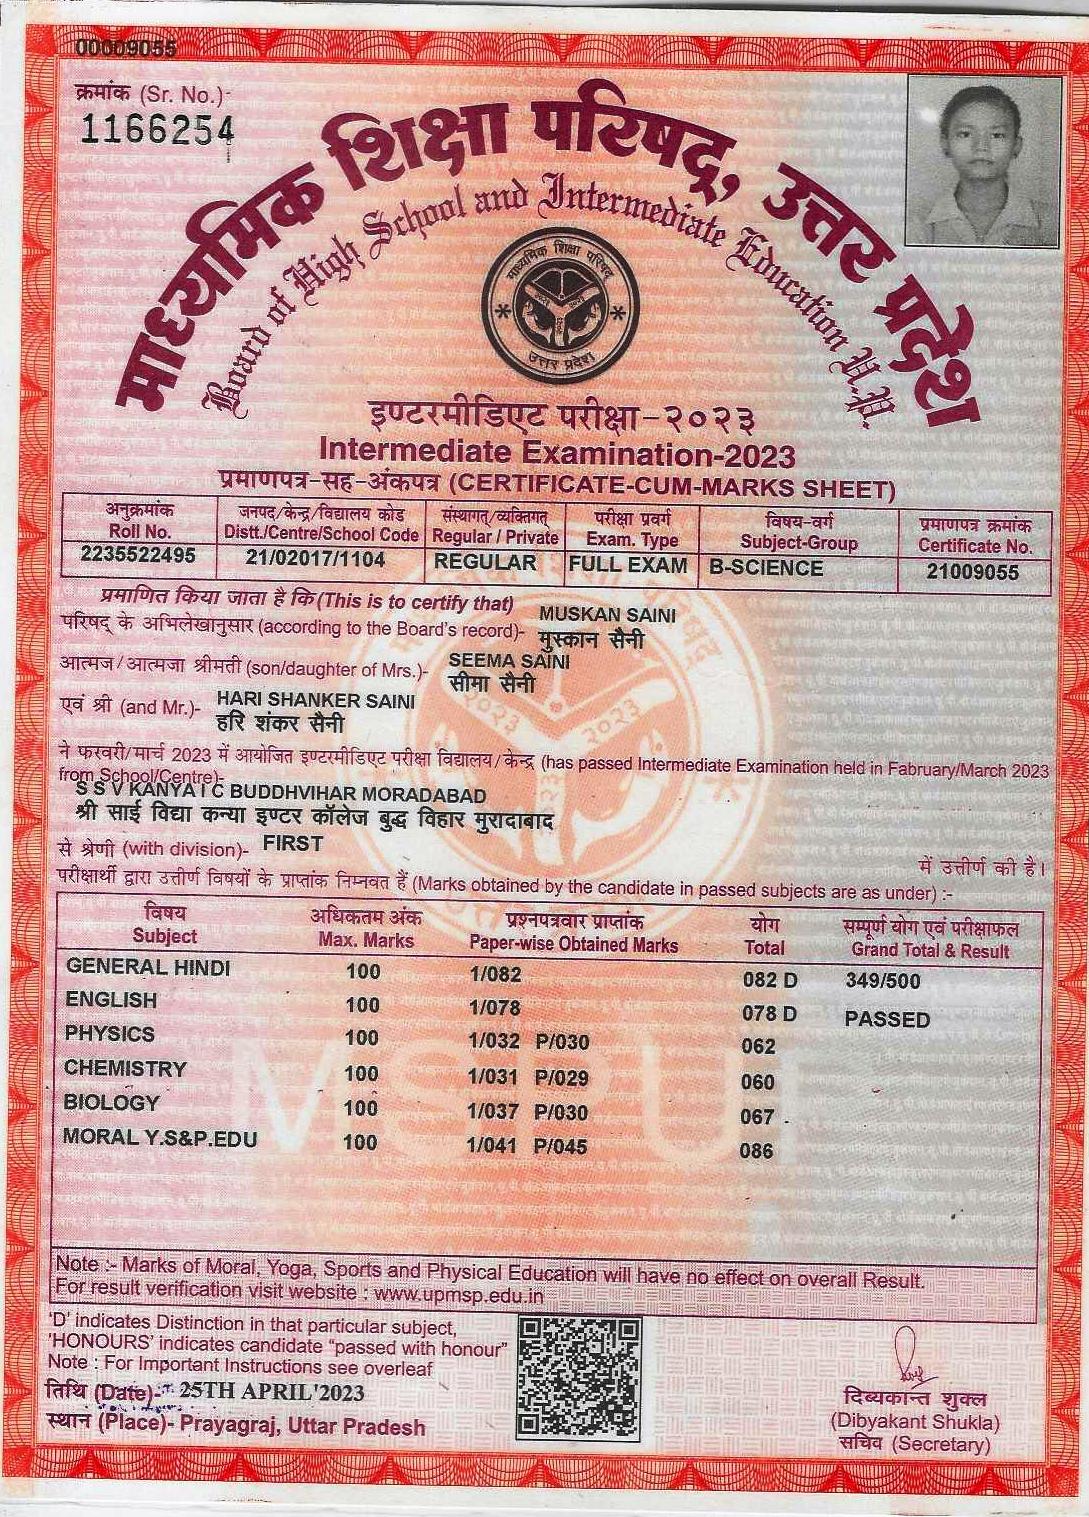 00009055
क्रमांक (Sr. No.)-
1166254
माध्यमिक शिक्षा परिषद्, उत्तर प्रदेश
Board of High School and Intermediate Education U.P.
माध्यमिक शिक्षा परिषद्
उत्तर प्रदेश
इण्टरमीडिएट परीक्षा-२०२३
Intermediate Examination-2023
प्रमाणपत्र-सह-अंकपत्र (CERTIFICATE-CUM-MARKS SHEET)
अनुक्रमांक जनपद/केन्द्र/विद्यालय कोड संस्थागत्/व्यक्तिगत् परीक्षा प्रवर्ग विषय-वर्ग प्रमाणपत्र क्रमांक
Roll No. Distt./Centre/School Code Regular / Private Exam. Type Subject-Group Certificate No.
2235522495 21/02017/1104 REGULAR FULL EXAM B-SCIENCE 21009055
प्रमाणित किया जाता है कि (This is to certify that) MUSKAN SAINI
परिषद् के अभिलेखानुसार (according to the Board's record)- मुस्कान सैनी
आत्मज/आत्मजा श्रीमती (son/daughter of Mrs.)- SEEMA SAINI
सीमा सैनी
एवं श्री (and Mr.)- HARI SHANKER SAINI
हरि शंकर सैनी
ने फरवरी/मार्च 2023 में आयोजित इण्टरमीडिएट परीक्षा विद्यालय/केन्द्र (has passed Intermediate Examination held in Fabruary/March 2023
from School/Centre)-
S S V KANYA I C BUDDHVIHAR MORADABAD
श्री साई विद्या कन्या इण्टर कॉलेज बुद्ध विहार मुरादाबाद
से श्रेणी (with division)- FIRST में उत्तीर्ण की है।
परीक्षार्थी द्वारा उत्तीर्ण विषयों के प्राप्तांक निम्नवत हैं (Marks obtained by the candidate in passed subjects are as under) :-
विषय अधिकतम अंक प्रश्नपत्रवार प्राप्तांक योग सम्पूर्ण योग एवं परीक्षाफल
Subject Max. Marks Paper-wise Obtained Marks Total Grand Total & Result
GENERAL HINDI 100 1/082 082 D 349/500
ENGLISH 100 1/078 078 D PASSED
PHYSICS 100 1/032 P/030 062
CHEMISTRY 100 1/031 P/029 060
BIOLOGY 100 1/037 P/030 067
MORAL Y.S&P.EDU 100 1/041 P/045 086
Note :- Marks of Moral, Yoga, Sports and Physical Education will have no effect on overall Result.
For result verification visit website : www.upmsp.edu.in
'D' indicates Distinction in that particular subject,
'HONOURS' indicates candidate "passed with honour"
Note : For Important Instructions see overleaf
तिथि (Date)- 25TH APRIL'2023
स्थान (Place)- Prayagraj, Uttar Pradesh
दिब्यकान्त शुक्ल
(Dibyakant Shukla)
सचिव (Secretary)